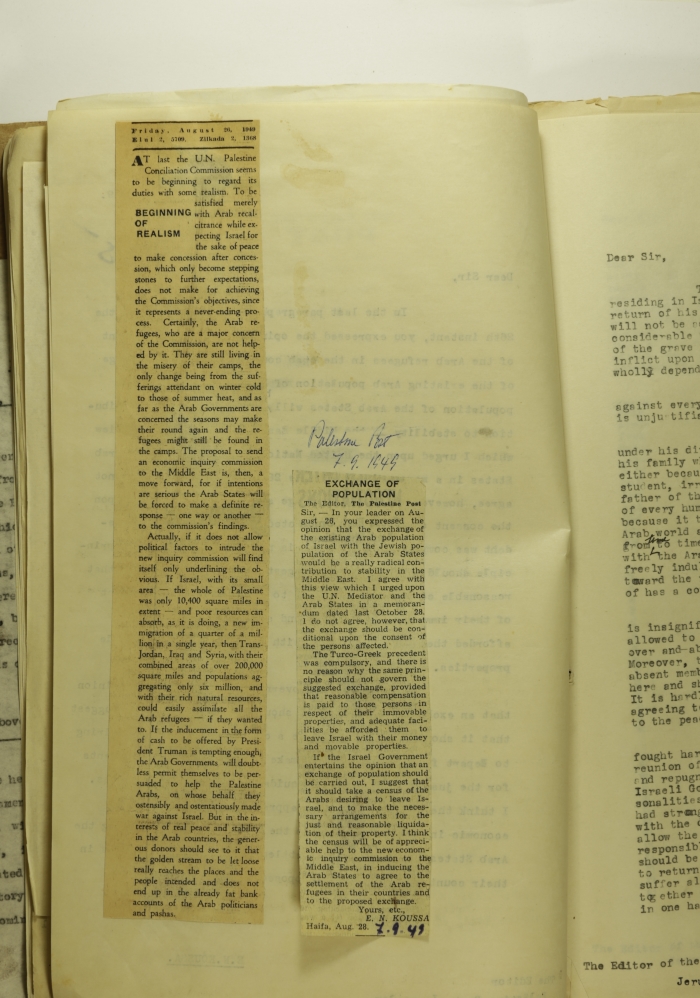 Friday, August 26, 1949
Elul 2, 5709. Zilkada 2, 1368
AT last the U.N. Palestine
Conciliation Commission seems
to be beginning to regard its
duties with some realism. To be
satisfied merely
BEGINNING OF REALISM
with Arab recal-
citrance while ex-
pecting Israel for
the sake of peace
to make concession after conces-
sion, which only become stepping
stones to further expectations,
does not make for achieving
the Commission's objectives, since
it represents a never-ending pro-
cess. Certainly, the Arab re-
fugees, who are a major concern
of the Commission, are not help-
ed by it. They are still living in
the misery of their camps, the
only change being from the suf-
ferings attendant on winter cold
to those of summer heat, and as
far as the Arab Governments are
concerned the seasons may make
their round again and the re-
fugees might still be found in
the camps. The proposal to send
an economic inquiry commission
to the Middle East is, then, a
move forward, for if intentions
are serious the Arab States will
be forced to make a definite re-
sponse — one way or another —
to the commission's findings.
Actually, if it does not allow
political factors to intrude the
new inquiry commission will find
itself only underlining the ob-
vious. If Israel, with its small
area — the whole of Palestine
was only 10,400 square miles in
extent — and poor resources can
absorb, as it is doing, a new im-
migration of a quarter of a mil-
lion in a single year, then Trans-
Jordan, Iraq and Syria, with their
combined areas of over 200,000
square miles and populations ag-
gregating only six million, and
with their rich natural resources,
could easily assimilate all the
Arab refugees — if they wanted
to. If the inducement in the form
of cash to be offered by Presi-
dent Truman is tempting enough,
the Arab Governments will doubt-
less permit themselves to be per-
suaded to help the Palestine
Arabs, on whose behalf they
ostensibly and ostentatiously made
war against Israel. But in the in-
terests of real peace and stability
in the Arab countries, the gener-
ous donors should see to it that
the golden stream to be let loose
really reaches the places and the
people intended and does not
end up in the already fat bank
accounts of the Arab politicians
and pashas.
Palestine Post
7.9.1949
EXCHANGE OF
POPULATION
The Editor, The Palestine Post
Sir, — In your leader on Au-
gust 28, you expressed the
opinion that the exchange of
the existing Arab population
of Israel with the Jewish po-
pulation of the Arab States
would be a really radical con-
tribution to stability in the
Middle East. I agree with
this view which I urged upon
the U.N. Mediator and the
Arab States in a memoran-
dum dated last October 28.
I do not agree, however, that
the exchange should be con-
ditional upon the consent of
the persons affected.
The Turco-Greek precedent
was compulsory, and there is
no reason why the same prin-
ciple should not govern the
suggested exchange, provided
that reasonable compensation
is paid to those persons in
respect of their immovable
properties, and adequate faci-
lities be afforded them to
leave Israel with their money
and movable properties.
If the Israel Government
entertains the opinion that an
exchange of population should
be carried out, I suggest that
it should take a census of the
Arabs desiring to leave Is-
rael, and to make the neces-
sary arrangements for the
just and reasonable liquida-
tion of their property. I think
the census will be of appreci-
able help to the new econom-
ic inquiry commission to the
Middle East, in inducing the
Arab States to agree to the
settlement of the Arab re-
fugees in their countries and
to the proposed exchange.
Yours, etc.,
E. N. KOUSSA
Haifa, Aug. 28. 7.9.49
Dear Sir,
residing in
return of his
will not be
considerable
of the grave
inflict upon
wholly depend
against every
is
under his
his family
either
father of th
of every hum
because it t
Arab world
from to time
with the
freely
toward the
of has a
is
allowed to
over and
Moreover,
absent memb
here and
It is hard
agreeing to
to the
fought har
reunion of
and
Israeli Go
sonalities
had strong
with the
allow the
responsib
should be
to return
suffer
together
in one ha
The Editor of the